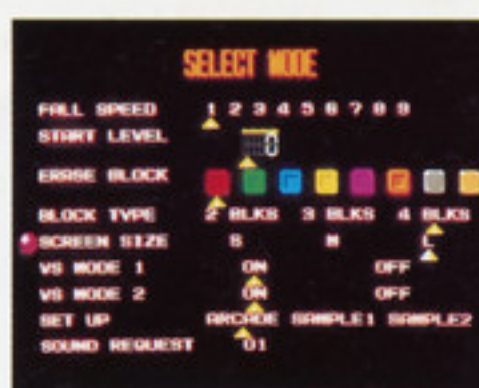 SELECT MODE
FALL SPEED 1 2 3 4 5 6 7 8 9
START LEVEL 0
ERASE BLOCK
BLOCK TYPE 2 BLKS 3 BLKS 4 BLKS
SCREEN SIZE S M L
VS MODE 1 ON OFF
VS MODE 2 ON OFF
SET UP ARCADE SAMPLE1 SAMPLE2
SOUND REQUEST 01